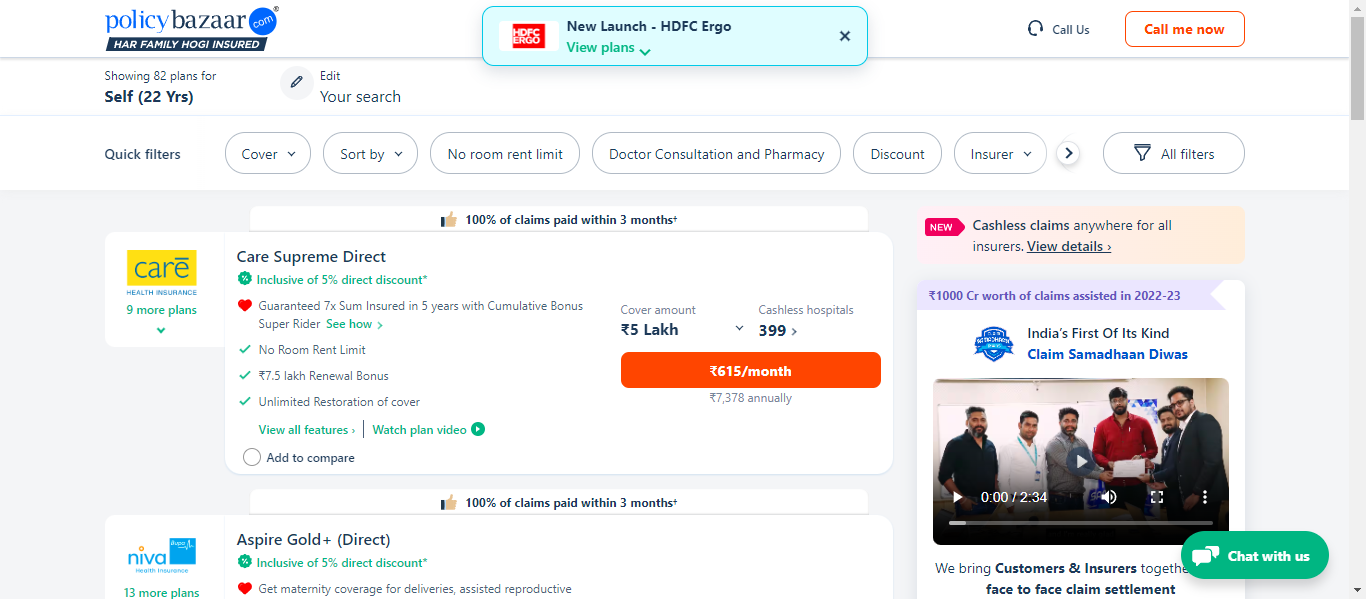 policybazaar.com
HAR FAMILY HOGI INSURED
HDFC ERGO
New Launch - HDFC Ergo
View plans
Call Us
Call me now
Showing 82 plans for
Self (22 Yrs)
Edit
Your search
Quick filters
Cover
Sort by
No room rent limit
Doctor Consultation and Pharmacy
Discount
Insurer
All filters
100% of claims paid within 3 months†
care
HEALTH INSURANCE
9 more plans
Care Supreme Direct
Inclusive of 5% direct discount*
Guaranteed 7x Sum Insured in 5 years with Cumulative Bonus
Super Rider See how
No Room Rent Limit
₹7.5 lakh Renewal Bonus
Unlimited Restoration of cover
View all features ›
Watch plan video
Add to compare
Cover amount
₹5 Lakh
Cashless hospitals
399 ›
₹615/month
₹7,378 annually
100% of claims paid within 3 months†
niva Bupa
Health Insurance
13 more plans
Aspire Gold+ (Direct)
Inclusive of 5% direct discount*
Get maternity coverage for deliveries, assisted reproductive
NEW
Cashless claims anywhere for all
insurers. View details ›
₹1000 Cr worth of claims assisted in 2022-23
India's First Of Its Kind
Claim Samadhaan Diwas
0:00 / 2:34
We bring Customers & Insurers togethe
face to face claim settlement
Chat with us